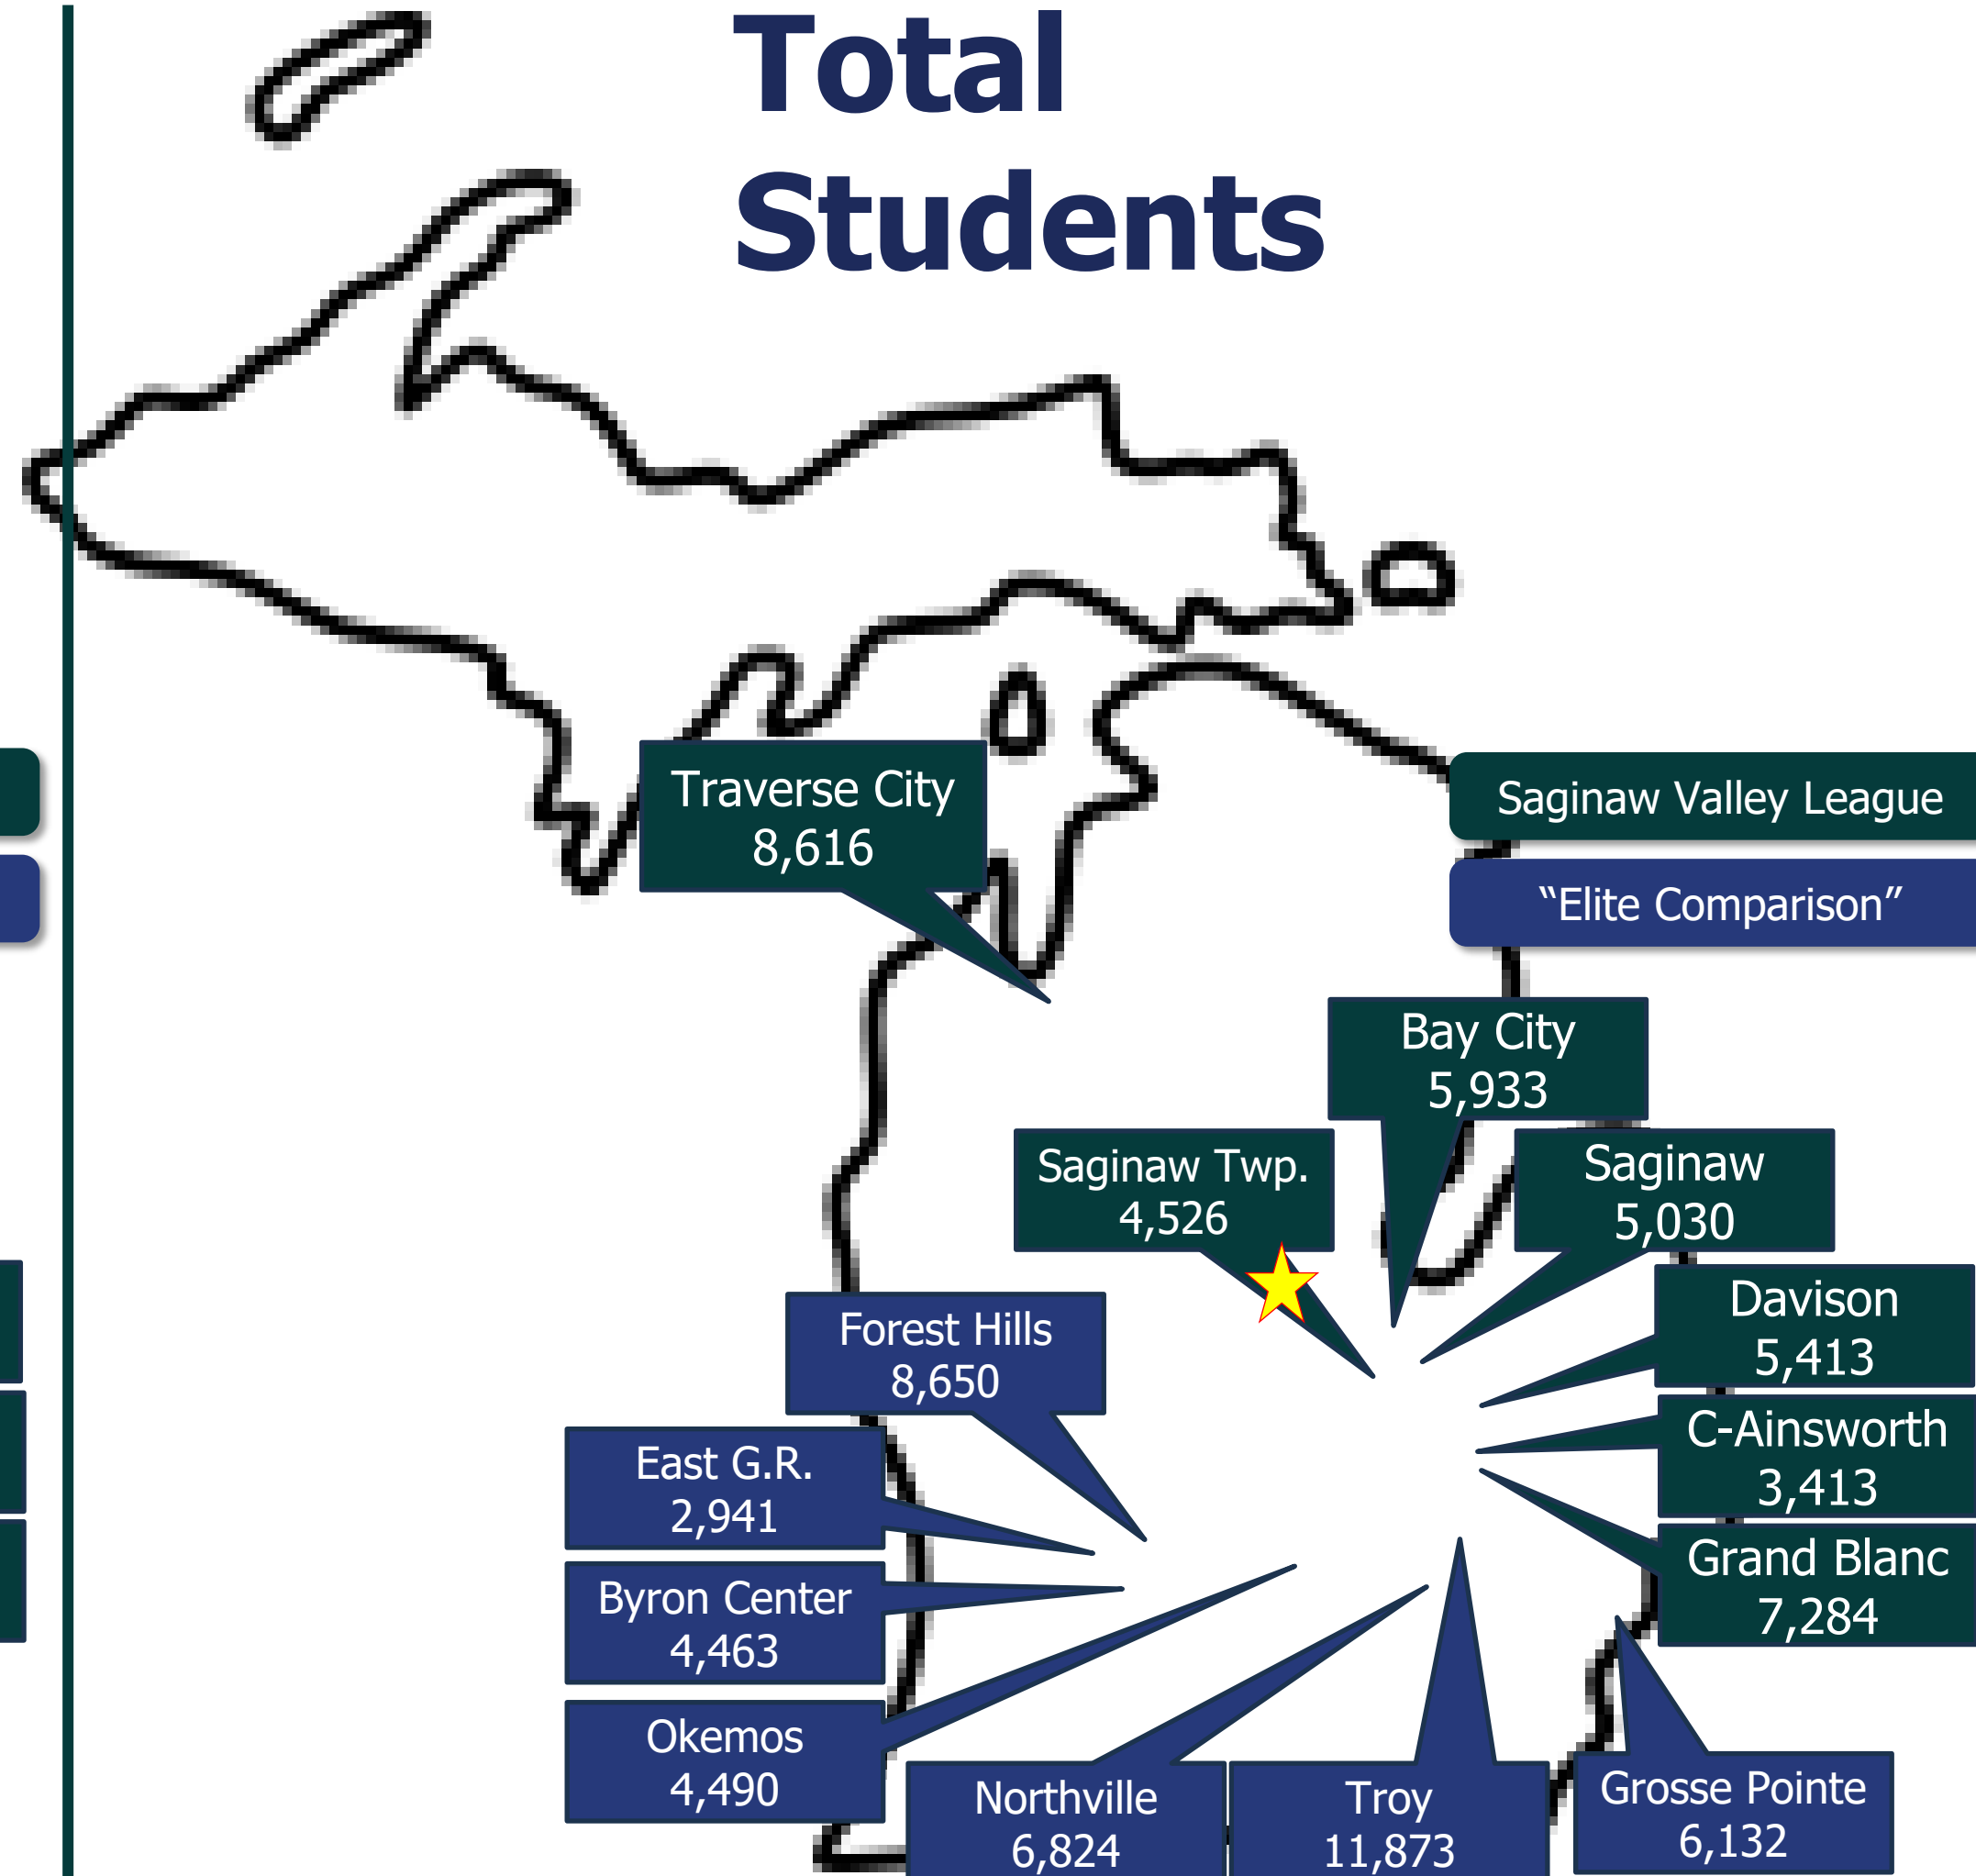 Total
Students
Traverse City
8,616
Saginaw Valley League
“Elite Comparison”
Bay City
5,933
Saginaw Twp.
4,526
Saginaw
5,030
Davison
5,413
Forest Hills
8,650
C-Ainsworth
3,413
East G.R.
2,941
Grand Blanc
7,284
Byron Center
4,463
Okemos
4,490
Northville
6,824
Troy
11,873
Grosse Pointe
6,132